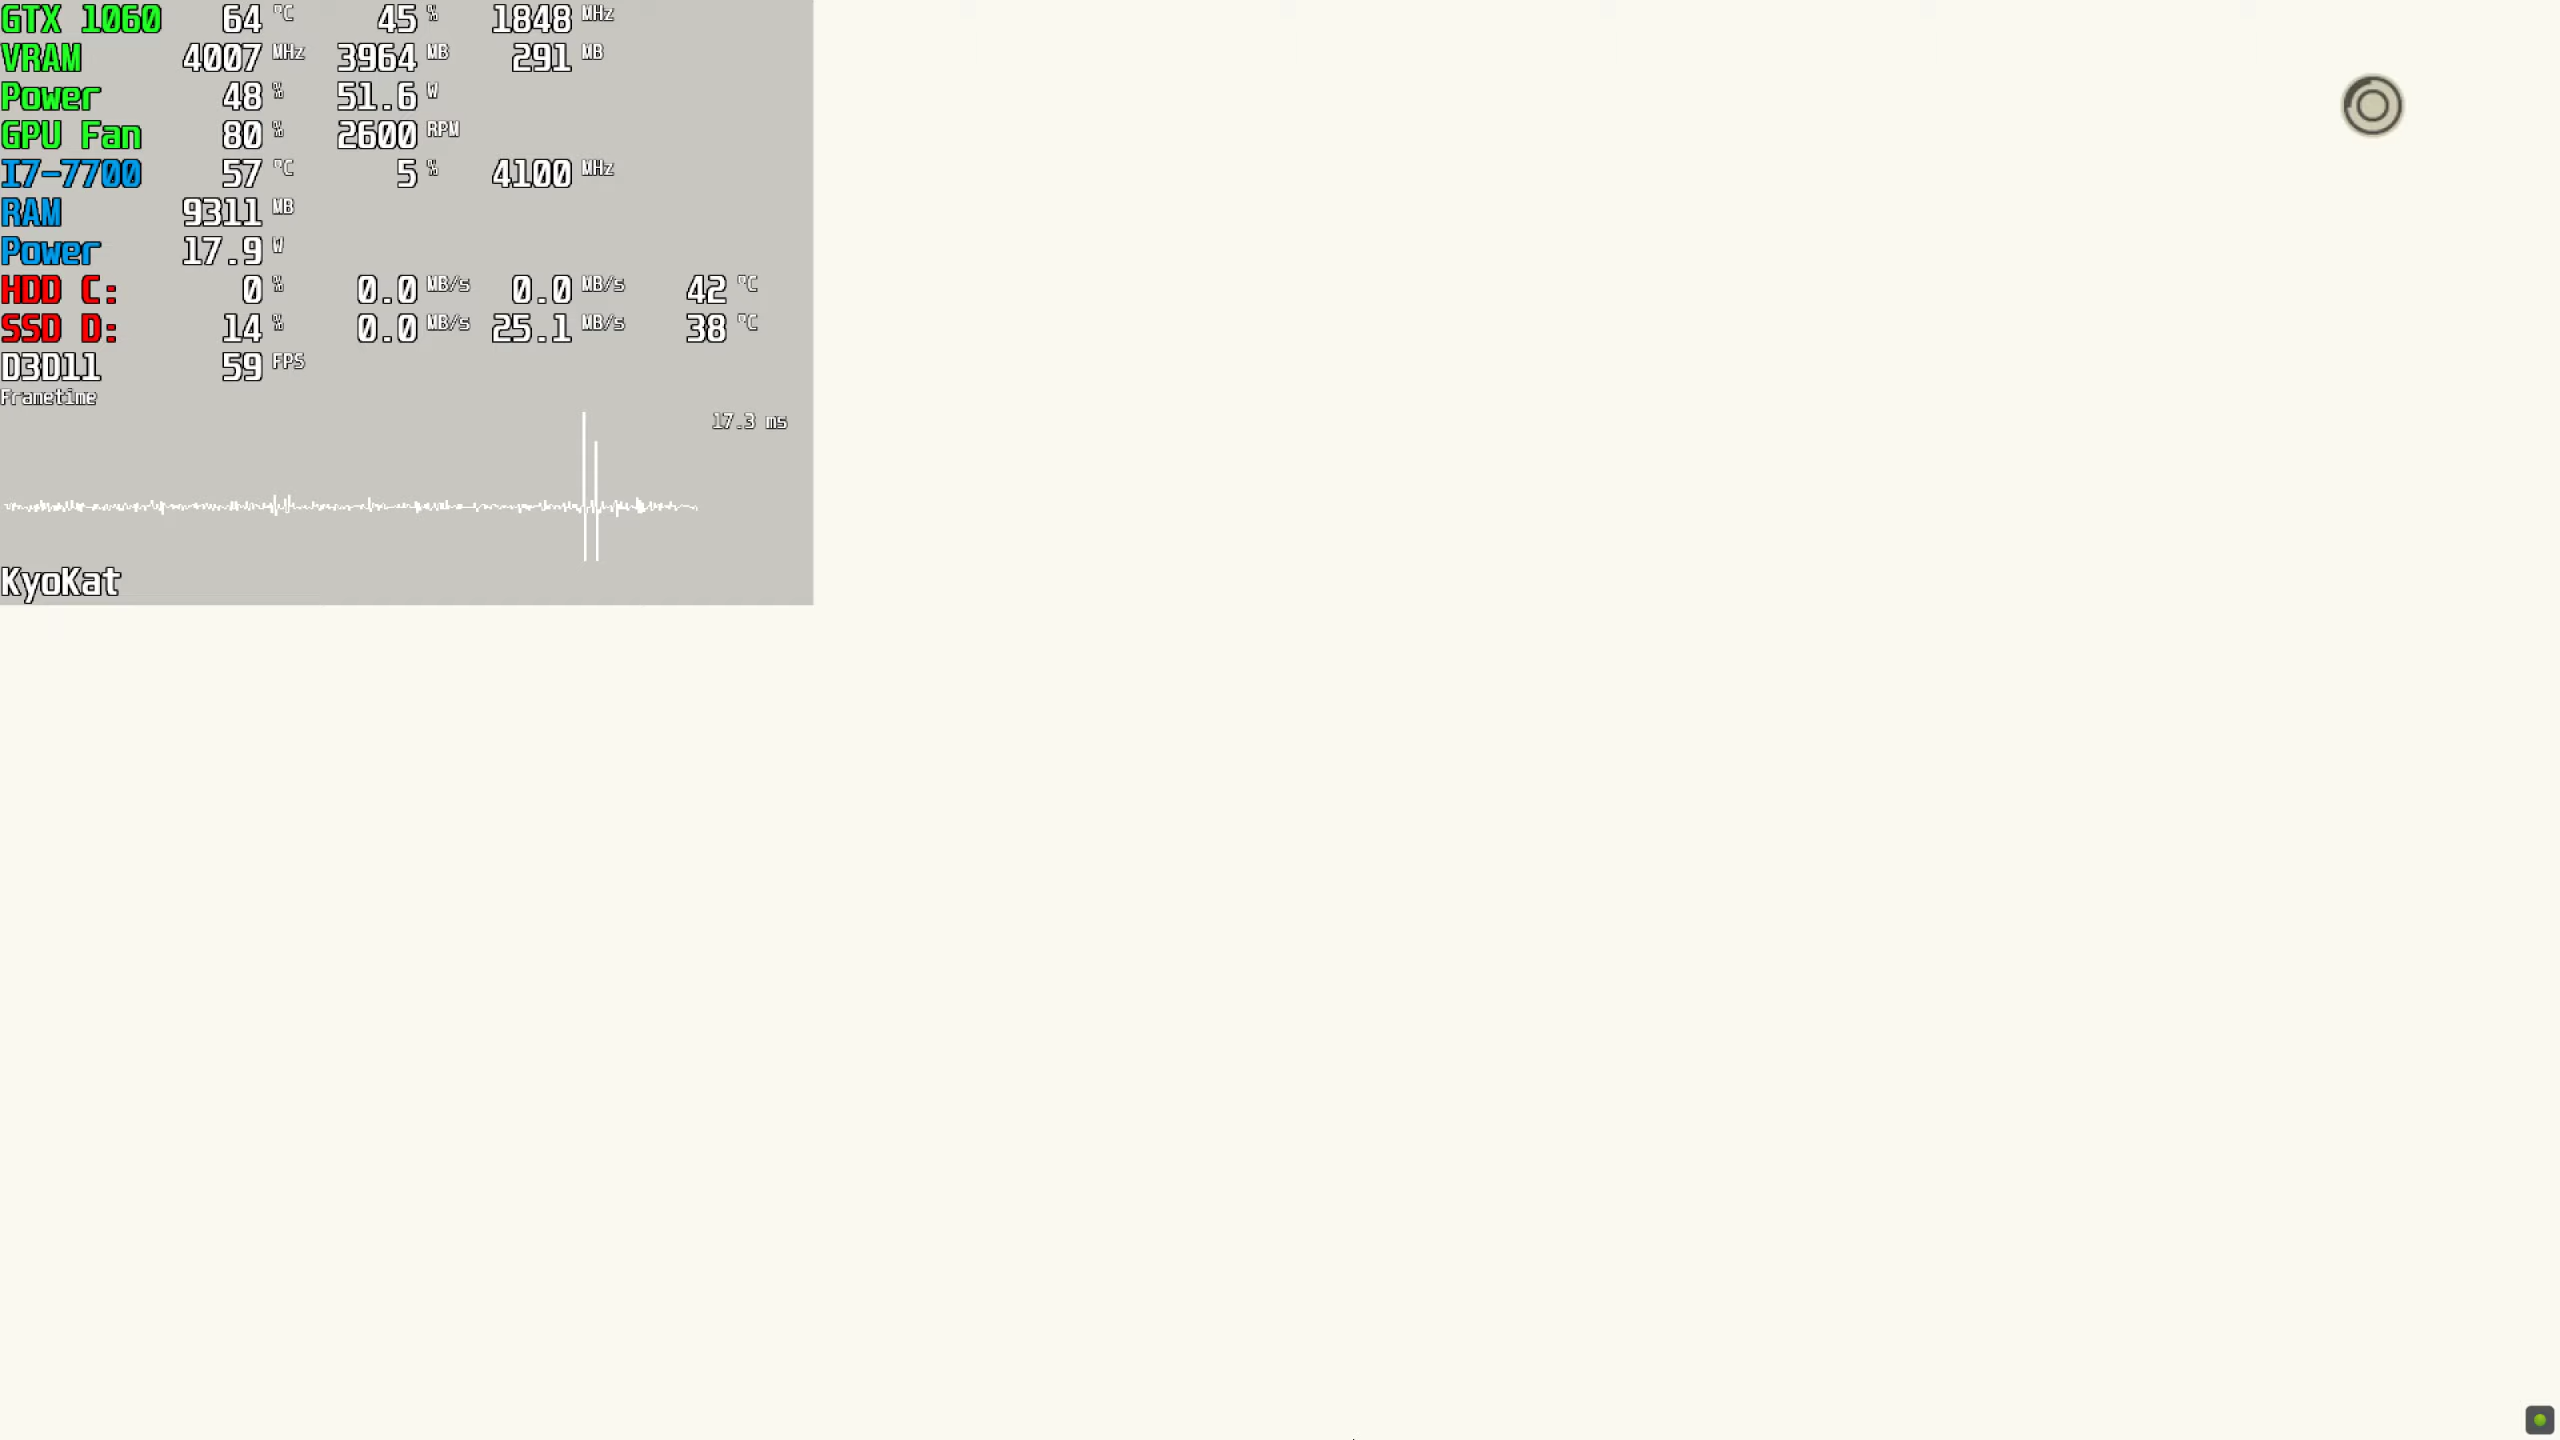 GTX 1060 64 °C 45 % 1848 MHz
VRAM 4007 MHz 3964 MB 291 MB
Power 48 % 51.6 W
GPU Fan 80 % 2600 RPM
I7-7700 57 °C 5 % 4100 MHz
RAM 9311 MB
Power 17.9 W
HDD C: 0 % 0.0 MB/s 0.0 MB/s 42 °C
SSD D: 14 % 0.0 MB/s 25.1 MB/s 38 °C
D3D11 59 FPS
Frametime
17.3 ms
KyoKat